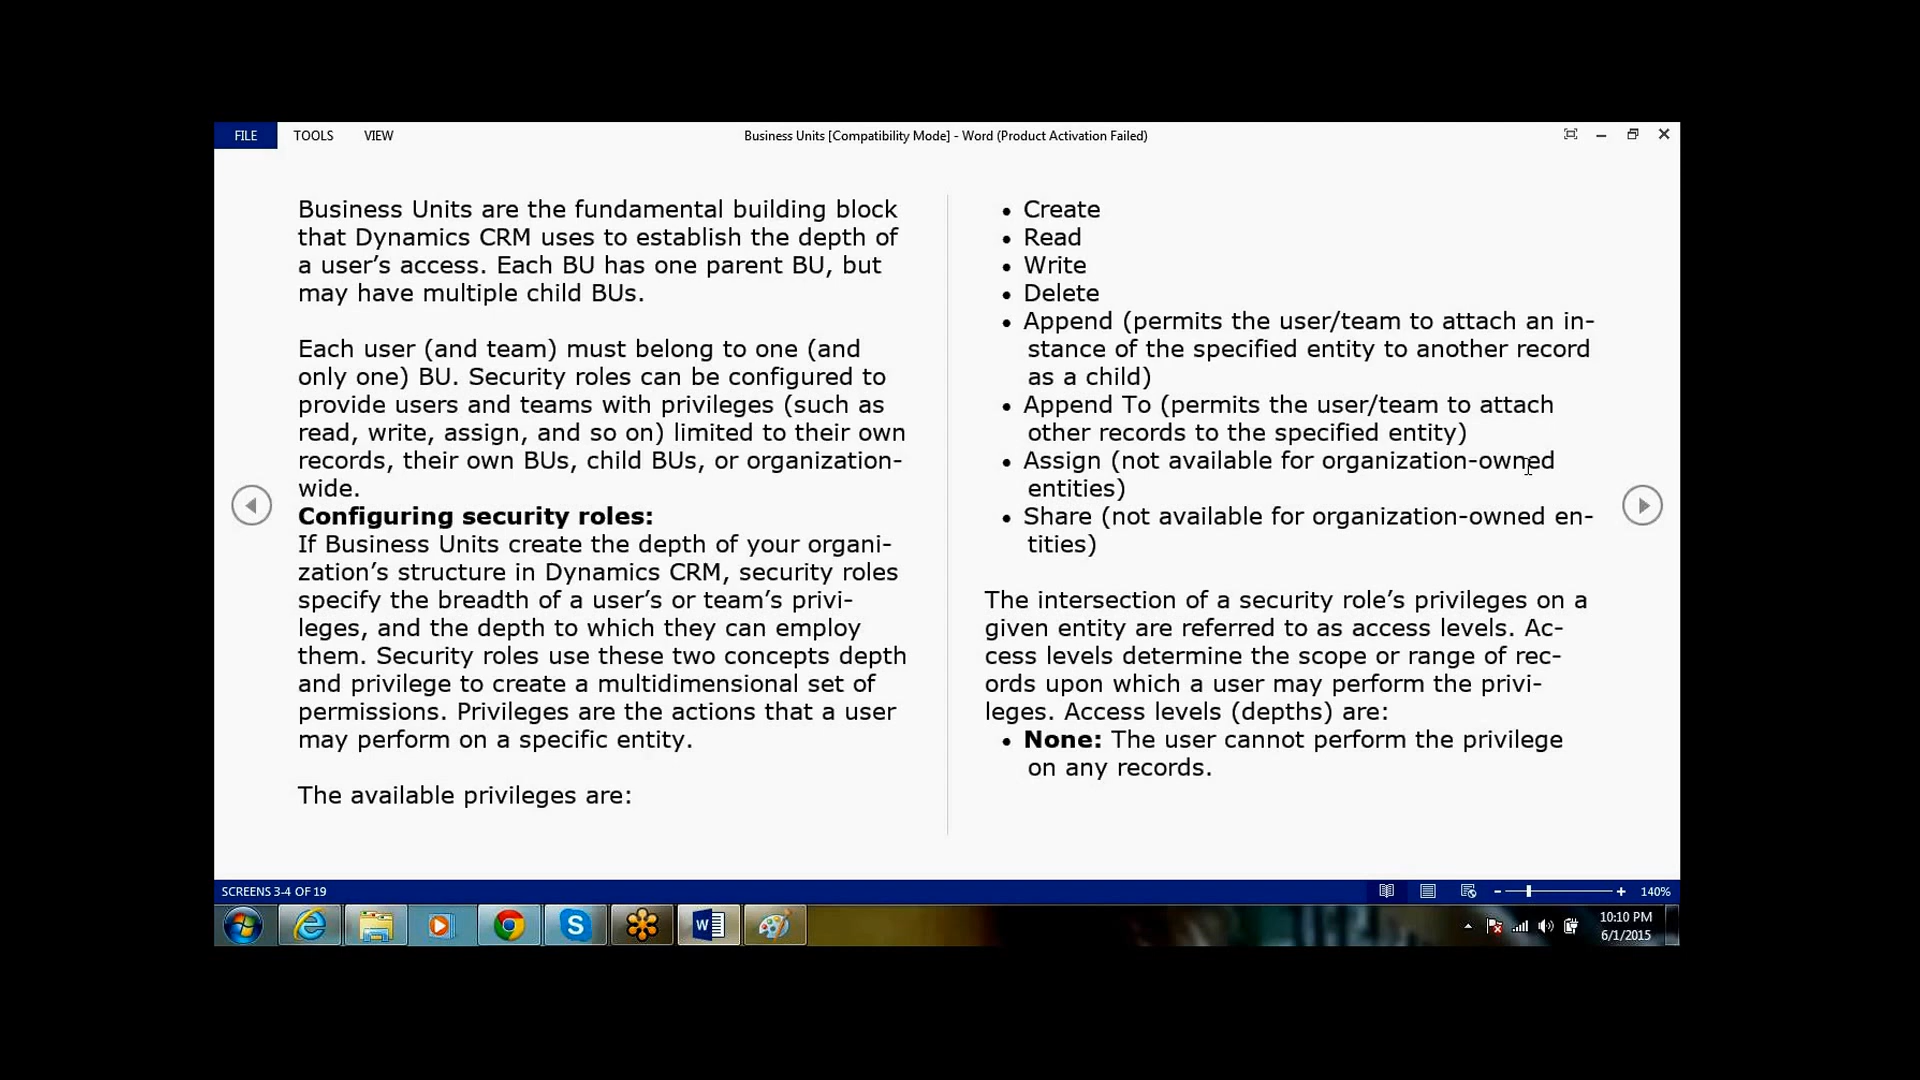 FILE TOOLS VIEW Business Units [Compatibility Mode] - Word (Product Activation Failed)
Business Units are the fundamental building block
that Dynamics CRM uses to establish the depth of
a user’s access. Each BU has one parent BU, but
may have multiple child BUs.
Each user (and team) must belong to one (and
only one) BU. Security roles can be configured to
provide users and teams with privileges (such as
read, write, assign, and so on) limited to their own
records, their own BUs, child BUs, or organization-
wide.
Configuring security roles:
If Business Units create the depth of your organi-
zation’s structure in Dynamics CRM, security roles
specify the breadth of a user’s or team’s privi-
leges, and the depth to which they can employ
them. Security roles use these two concepts depth
and privilege to create a multidimensional set of
permissions. Privileges are the actions that a user
may perform on a specific entity.
The available privileges are:
• Create
• Read
• Write
• Delete
• Append (permits the user/team to attach an in-
stance of the specified entity to another record
as a child)
• Append To (permits the user/team to attach
other records to the specified entity)
• Assign (not available for organization-owned
entities)
• Share (not available for organization-owned en-
tities)
The intersection of a security role’s privileges on a
given entity are referred to as access levels. Ac-
cess levels determine the scope or range of rec-
ords upon which a user may perform the privi-
leges. Access levels (depths) are:
• None: The user cannot perform the privilege
on any records.
SCREENS 3-4 OF 19 140%
10:10 PM
6/1/2015